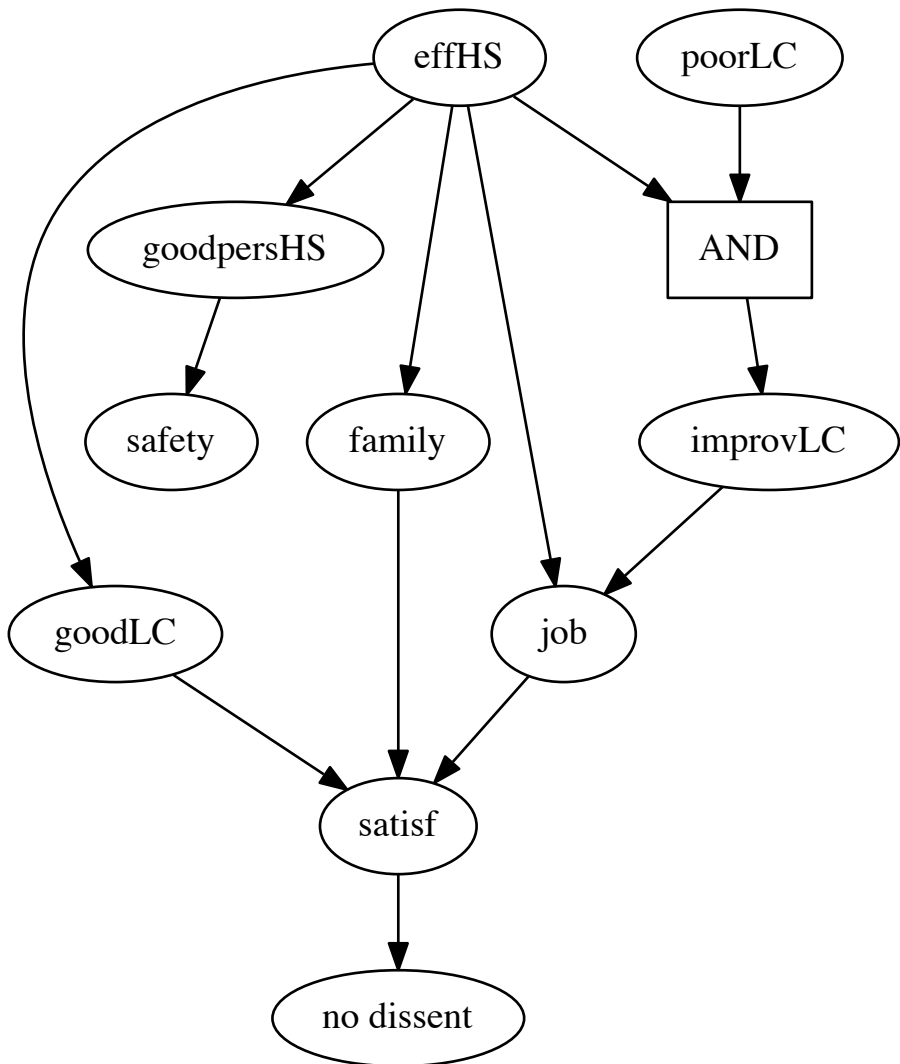 effHS
poorLC
goodpersHS
AND
safety
family
improvLC
goodLC
job
satisf
no dissent